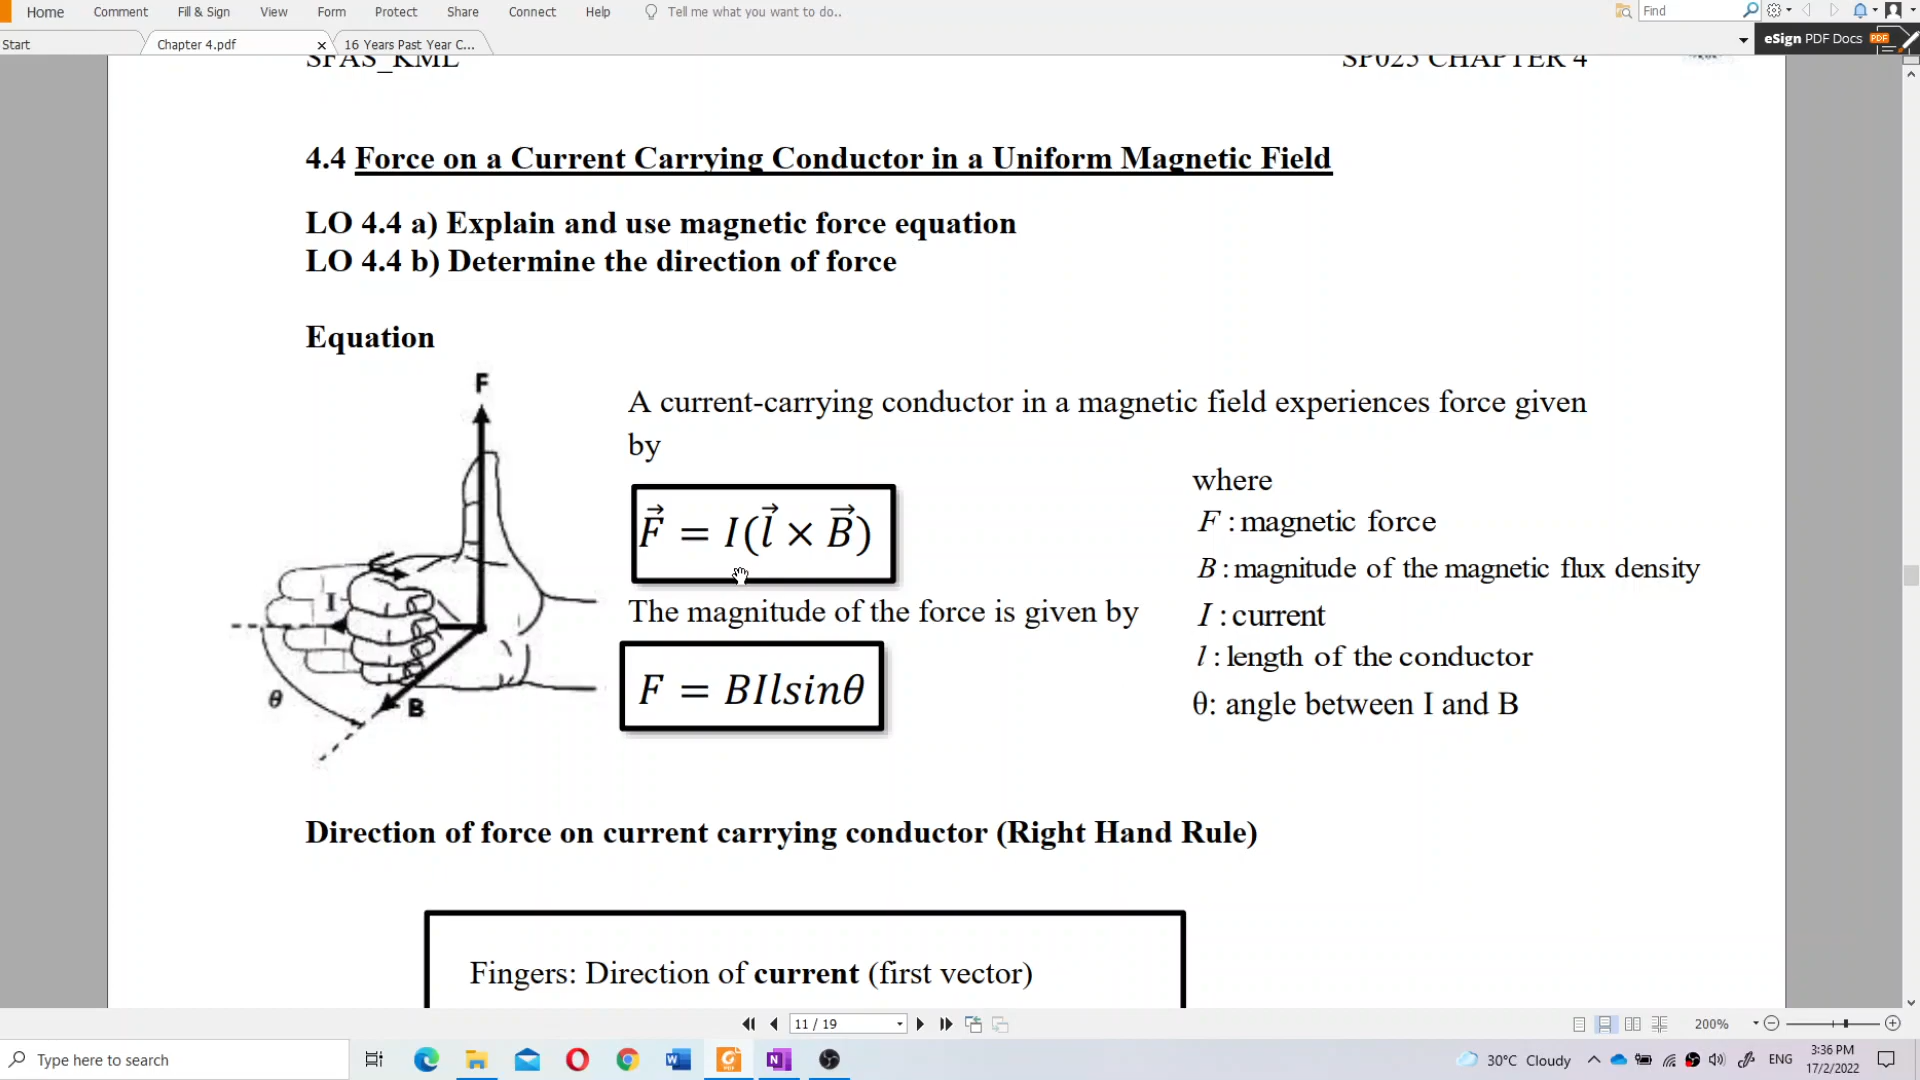 Home Comment Fill & Sign View Form Protect Share Connect Help Tell me what you want to do.. Find
Start Chapter 4.pdf x 16 Years Past Year C... eSign PDF Docs PDF
SFAS_KML SP025 CHAPTER 4
4.4 Force on a Current Carrying Conductor in a Uniform Magnetic Field
LO 4.4 a) Explain and use magnetic force equation
LO 4.4 b) Determine the direction of force
Equation
F
I
θ
B
A current-carrying conductor in a magnetic field experiences force given
by
F⃗ = I(l⃗ × B⃗)
The magnitude of the force is given by
F = BIlsinθ
where
F : magnetic force
B : magnitude of the magnetic flux density
I : current
l : length of the conductor
θ: angle between I and B
Direction of force on current carrying conductor (Right Hand Rule)
Fingers: Direction of current (first vector)
11 / 19 200%
Type here to search 30°C Cloudy ENG 3:36 PM
17/2/2022